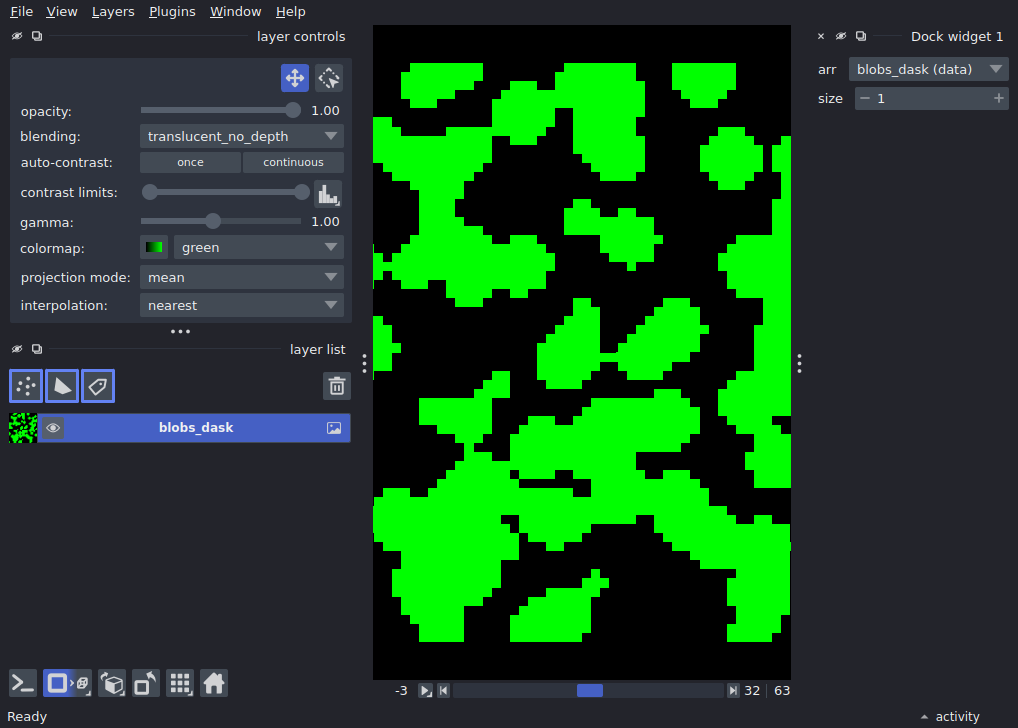 File View Layers Plugins Window Help
layer controls
opacity: 1.00
blending: translucent_no_depth
auto-contrast: once continuous
contrast limits:
gamma: 1.00
colormap: green
projection mode: mean
interpolation: nearest
layer list
blobs_dask
Dock widget 1
arr blobs_dask (data)
size − 1 +
-3 32 63
Ready
activity